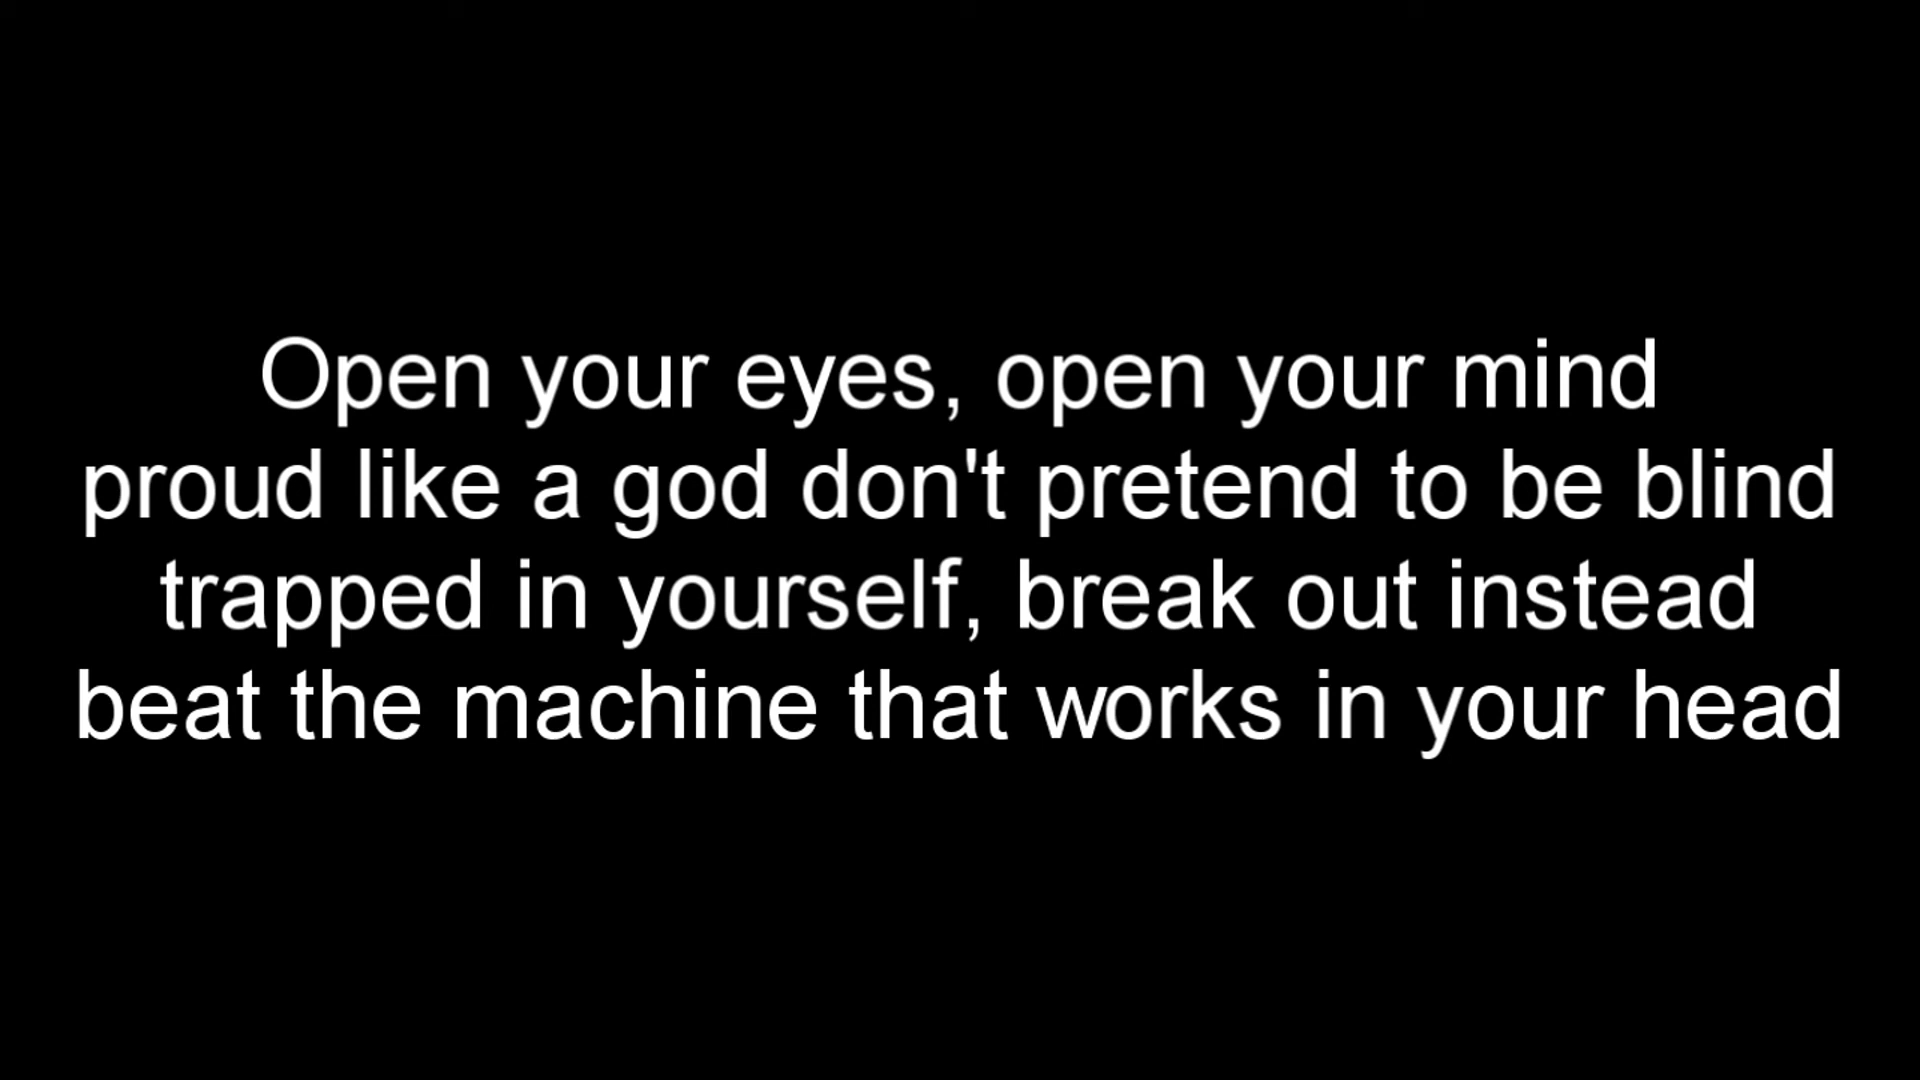 Open your eyes, open your mind
proud like a god don't pretend to be blind
trapped in yourself, break out instead
beat the machine that works in your head